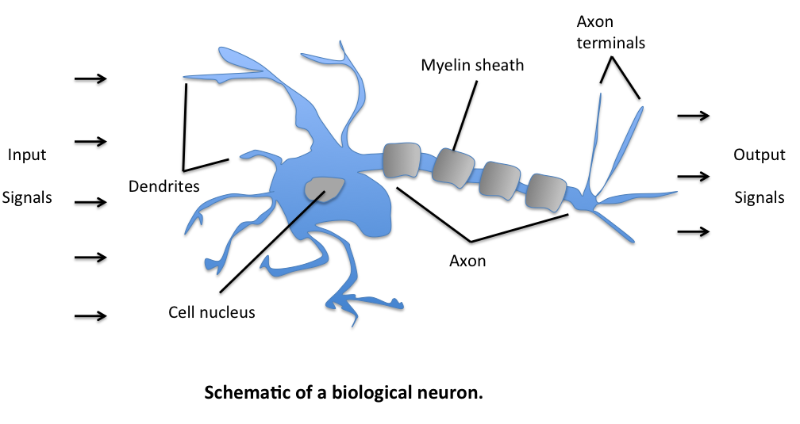 Axon
terminals
Myelin sheath
Input
Signals
Dendrites
Output
Signals
Axon
Cell nucleus
Schematic of a biological neuron.